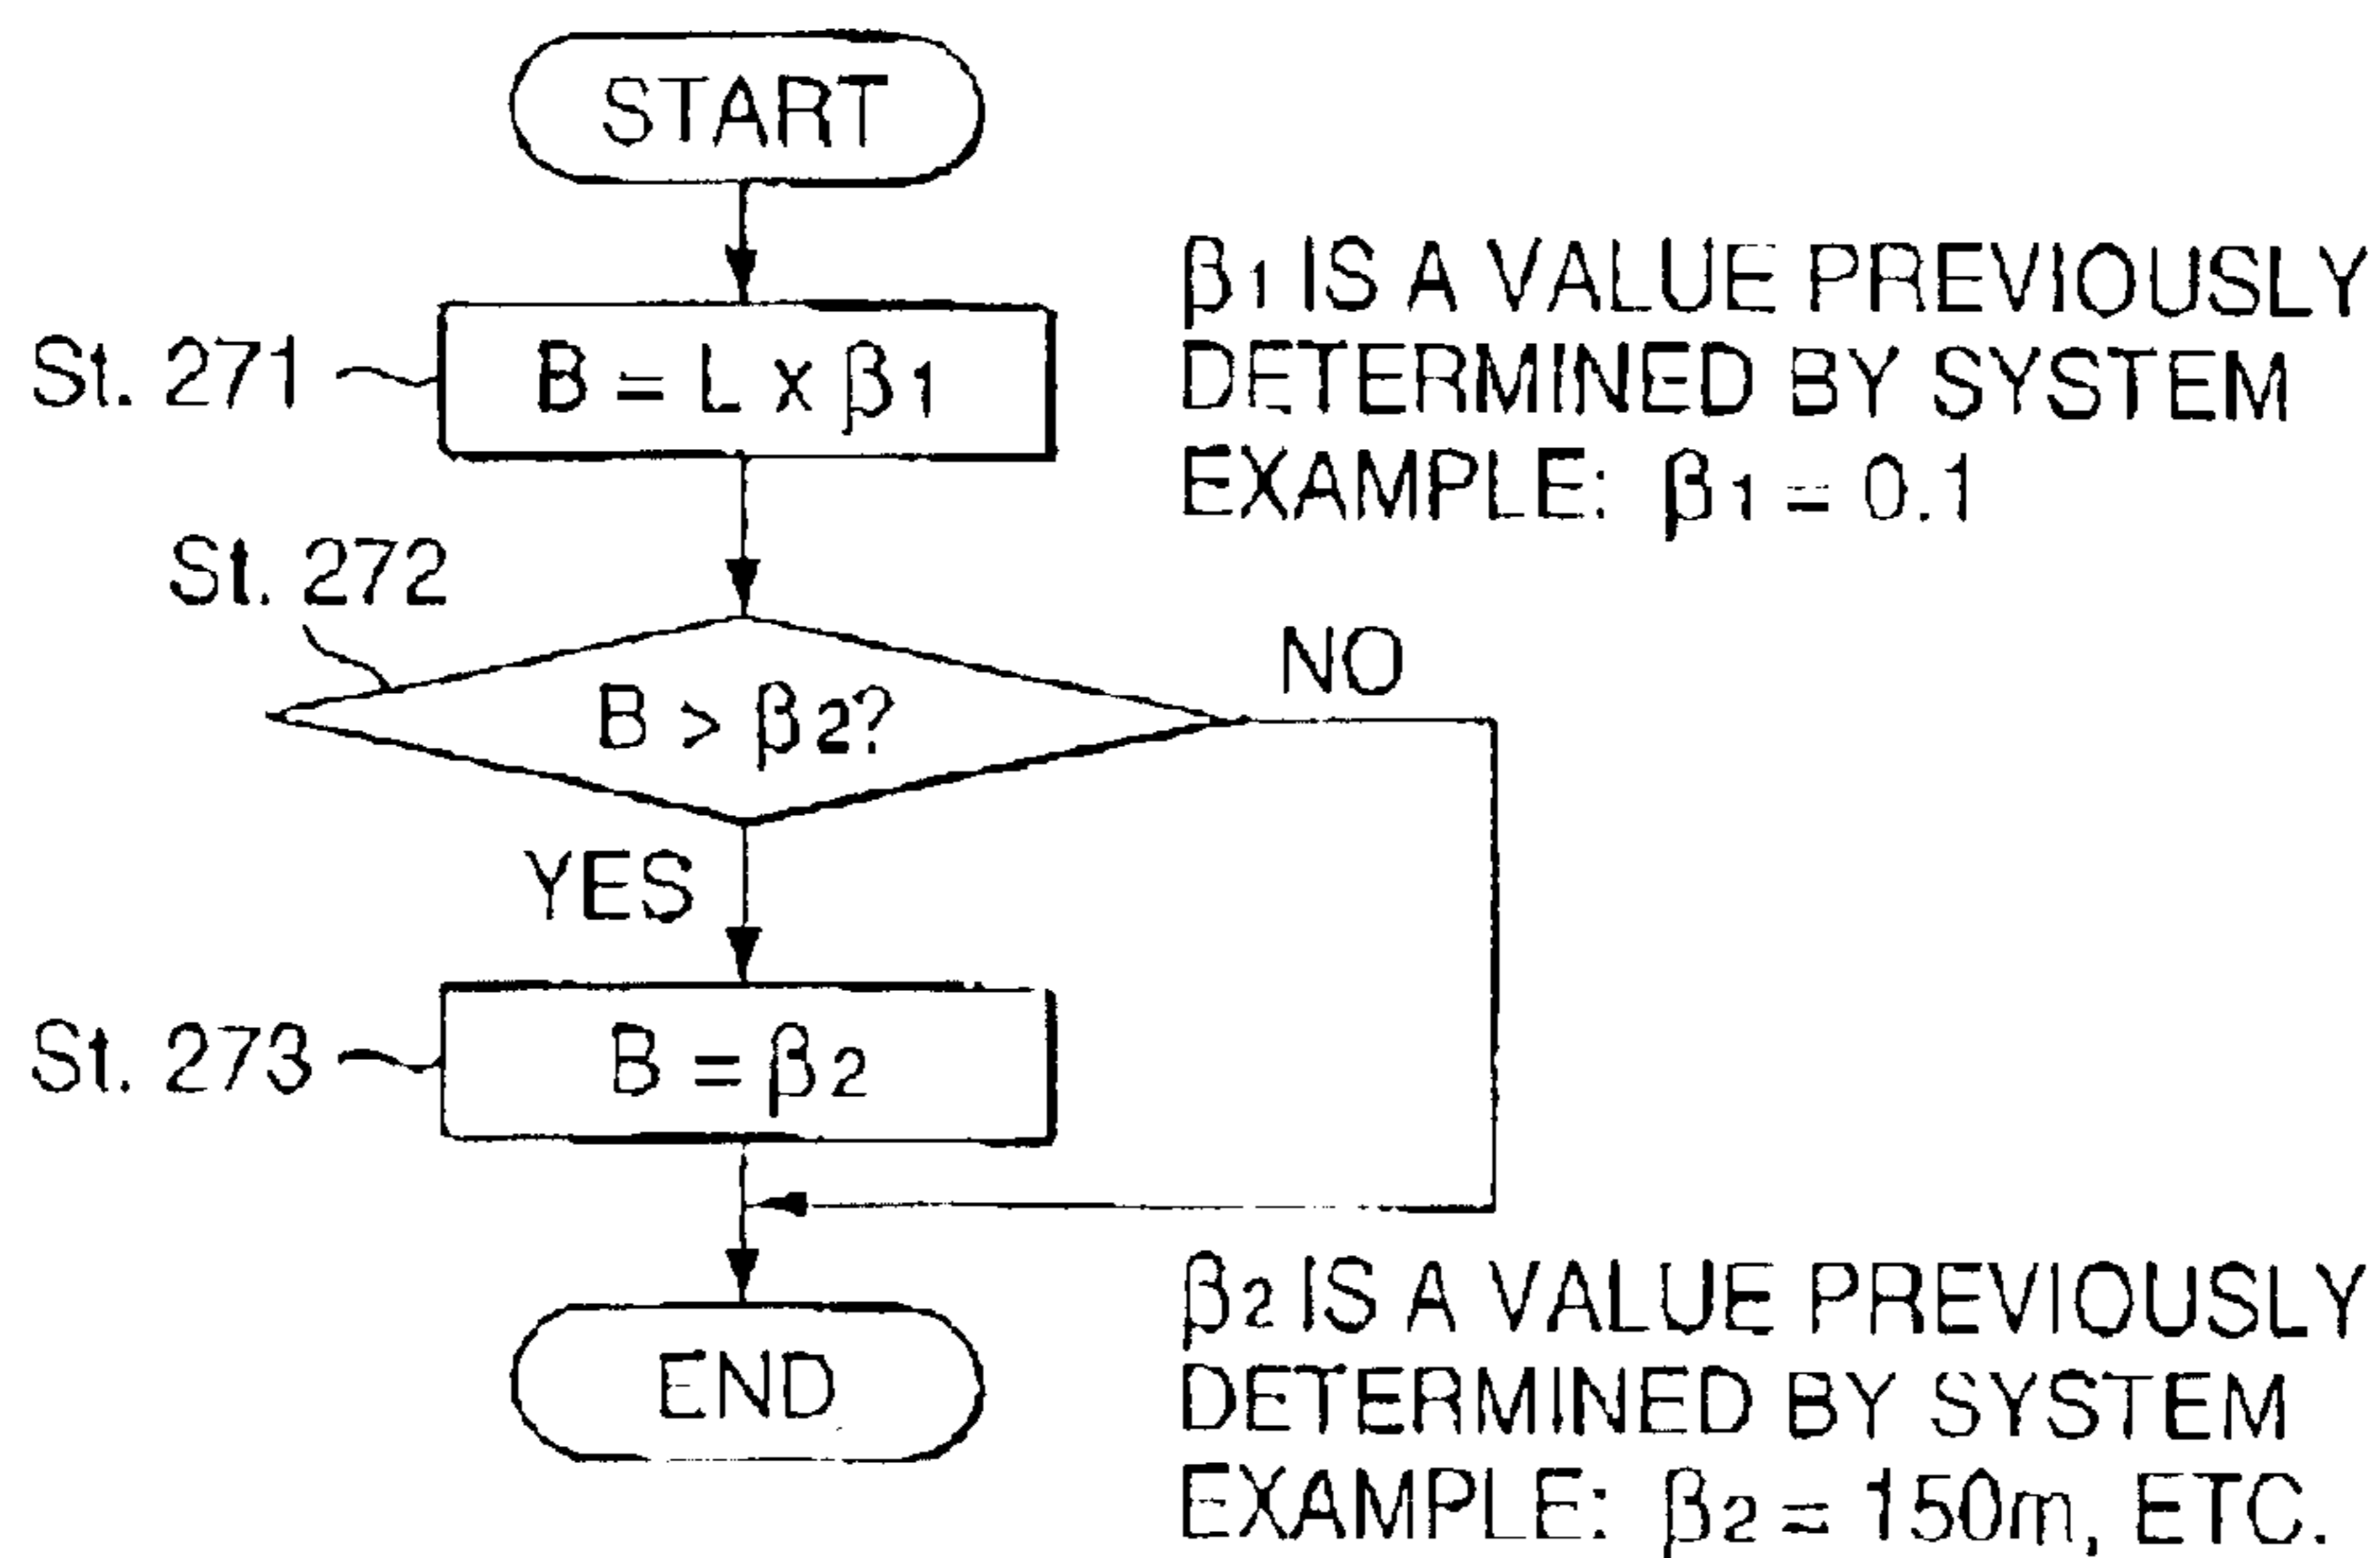 START
β1 IS A VALUE PREVIOUSLY
DETERMINED BY SYSTEM
EXAMPLE: β1 = 0.1
St. 271
B = L x β1
St. 272
B > β2?
NO
YES
St. 273
B = β2
END
β2 IS A VALUE PREVIOUSLY
DETERMINED BY SYSTEM
EXAMPLE: β2 = 150m, ETC.